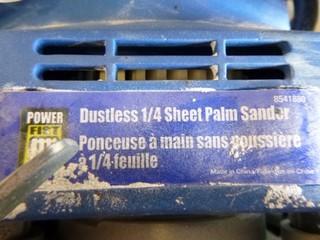 8541880
POWER
FIST
Dustless 1/4 Sheet Palm Sander
Ponceuse à main sans poussière
à 1/4 feuille
Made in China/Fabriqué en Chine